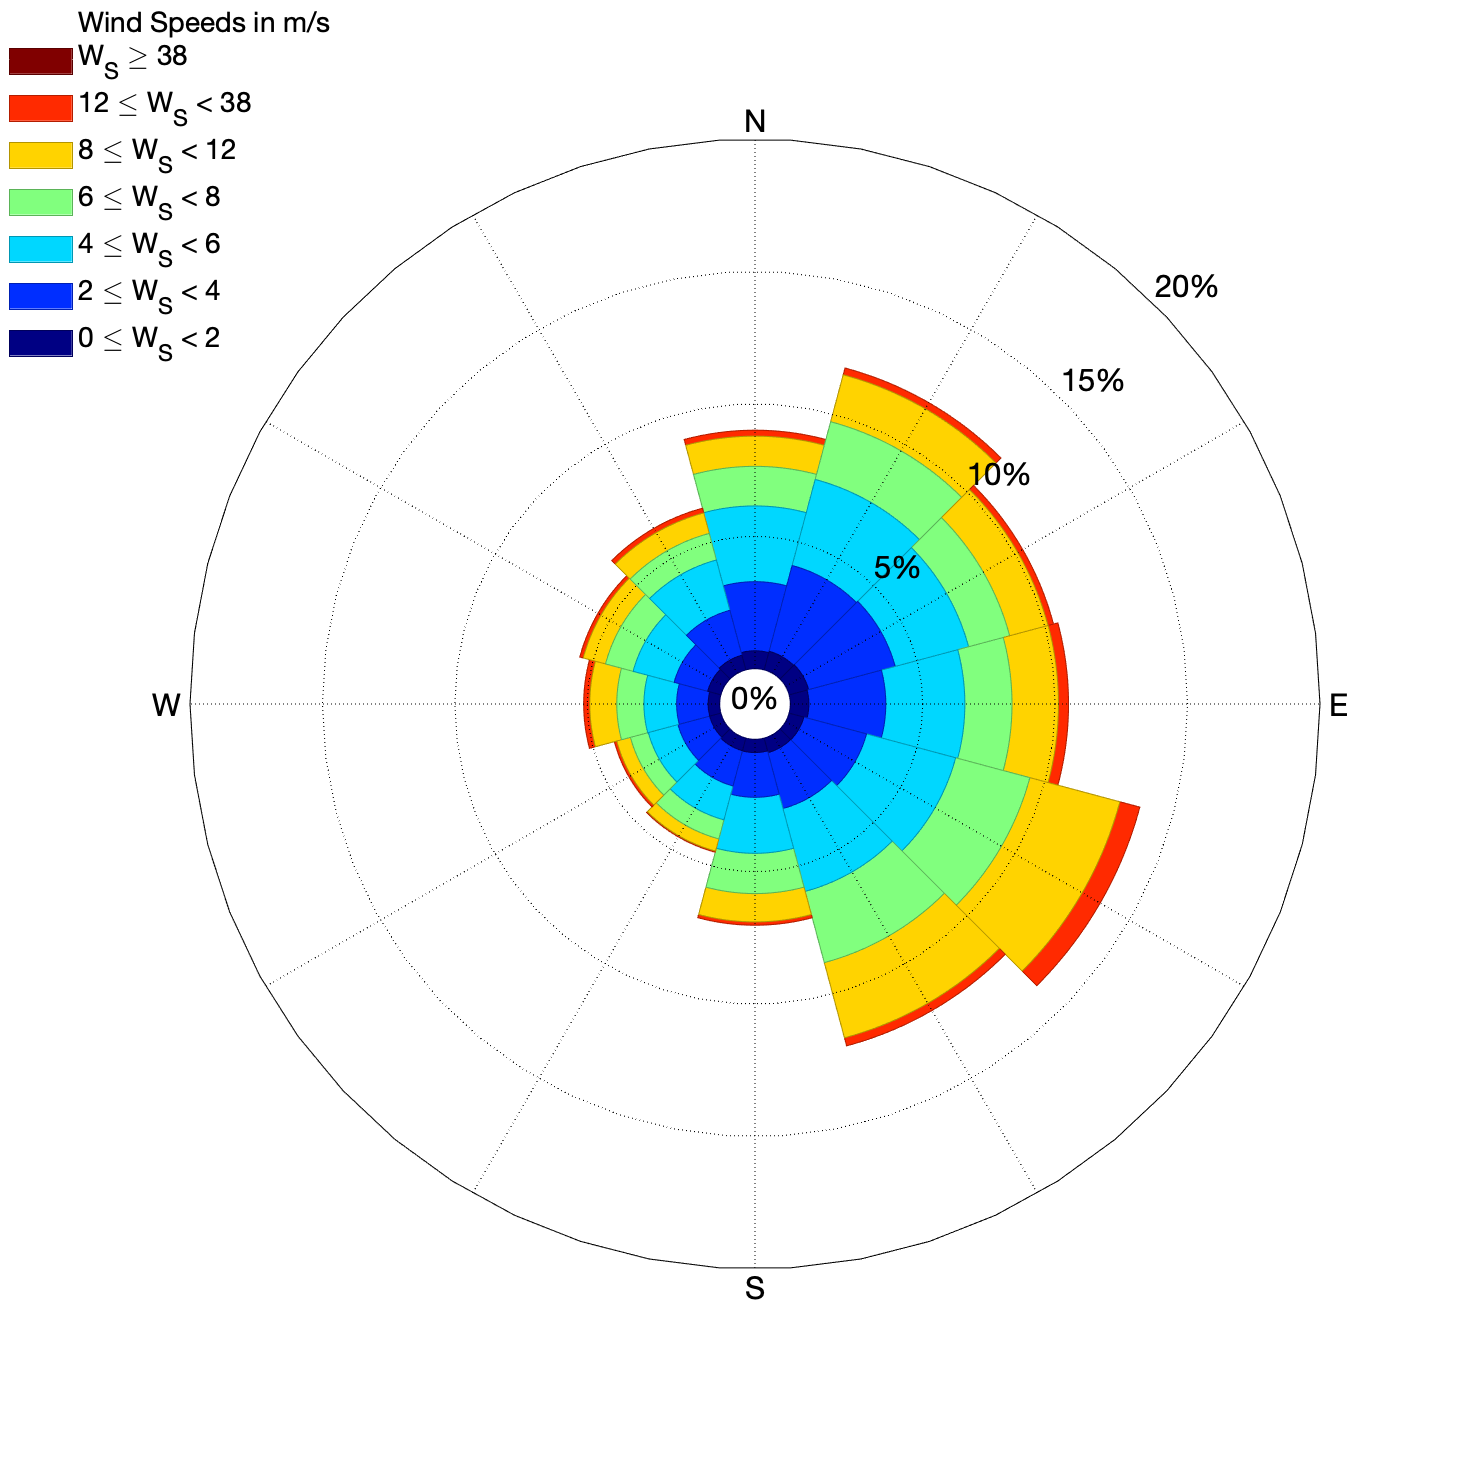 Wind Speeds in m/s
W_S ≥ 38
12 ≤ W_S < 38
8 ≤ W_S < 12
6 ≤ W_S < 8
4 ≤ W_S < 6
2 ≤ W_S < 4
0 ≤ W_S < 2
N
20%
15%
10%
5%
0%
W
E
S